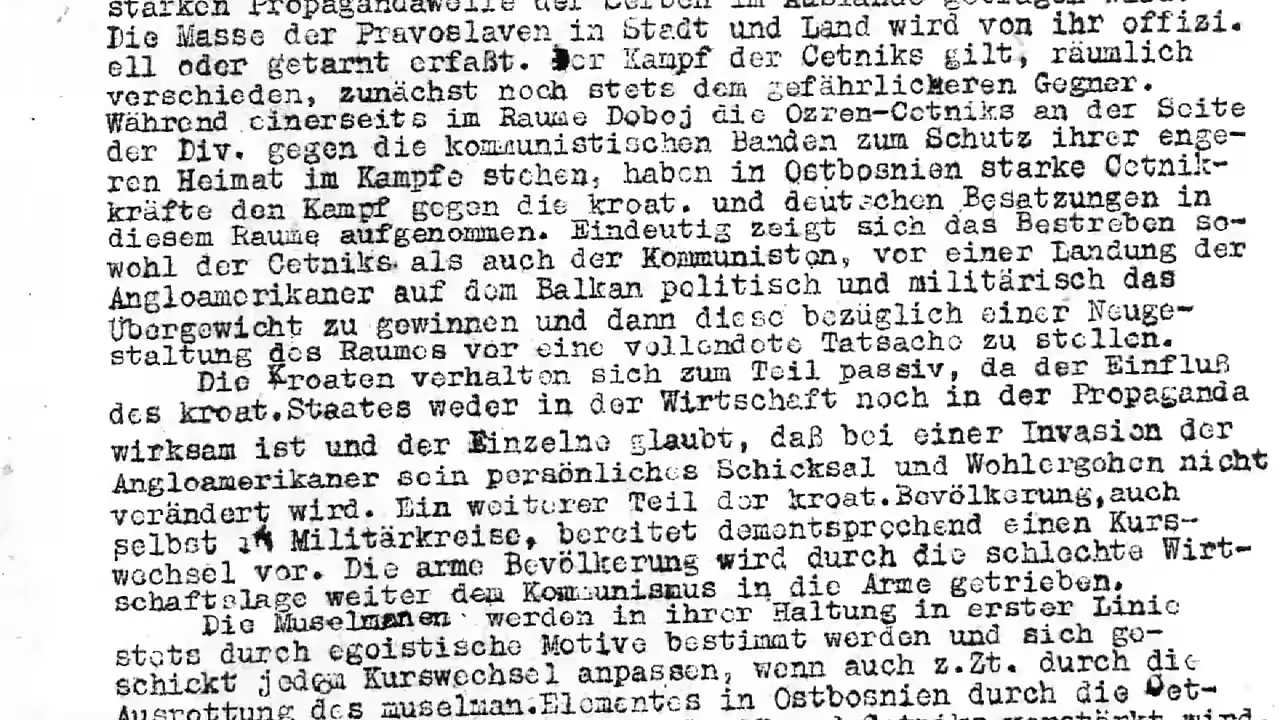 starken Propagandawelle der Serben im Auslande getragen wird.
Die Masse der Pravoslaven in Stadt und Land wird von ihr offizi.
ell oder getarnt erfaßt. Der Kampf der Cetniks gilt, räumlich
verschieden, zunächst noch stets dem gefährlicheren Gegner.
Während einerseits im Raume Doboj die Ozren-Cetniks an der Seite
der Div. gegen die kommunistischen Banden zum Schutz ihrer enge-
ren Heimat im Kampfe stehen, haben in Ostbosnien starke Cetnik-
kräfte den Kampf gegen die kroat. und deutschen Besatzungen in
diesem Raume aufgenommen. Eindeutig zeigt sich das Bestreben so-
wohl der Cetniks als auch der Kommunisten, vor einer Landung der
Angloamerikaner auf dem Balkan politisch und militärisch das
Übergewicht zu gewinnen und dann diese bezüglich einer Neuge-
staltung des Raumes vor eine vollendete Tatsache zu stellen.
Die Kroaten verhalten sich zum Teil passiv, da der Einfluß
des kroat.Staates weder in der Wirtschaft noch in der Propaganda
wirksam ist und der Einzelne glaubt, daß bei einer Invasion der
Angloamerikaner sein persönliches Schicksal und Wohlergehen nicht
verändert wird. Ein weiterer Teil der kroat.Bevölkerung,auch
selbst in Militärkreise, bereitet dementsprechend einen Kurs-
wechsel vor. Die arme Bevölkerung wird durch die schlechte Wirt-
schaftslage weiter dem Kommunismus in die Arme getrieben.
Die Muselmanen werden in ihrer Haltung in erster Linie
stets durch egoistische Motive bestimmt werden und sich ge-
schickt jedem Kurswechsel anpassen, wenn auch z.Zt. durch die
Ausrottung des muselman.Elementes in Ostbosnien durch die Cet-
Cetniks verstärkt wird